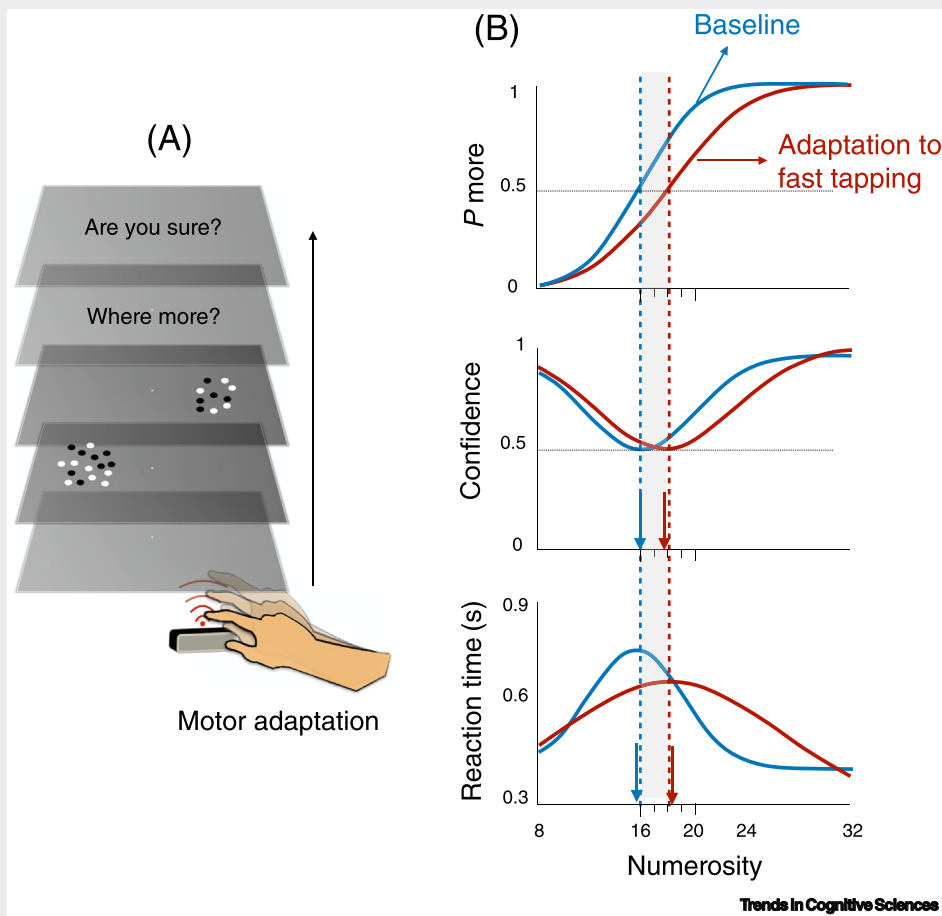 (A)
Are you sure?
Where more?
Motor adaptation
(B)
Baseline
Adaptation to
fast tapping
P more
1
0.5
0
Confidence
1
0.5
0
Reaction time (s)
0.9
0.6
0.3
8 16 20 24 32
Numerosity
Trends in Cognitive Sciences